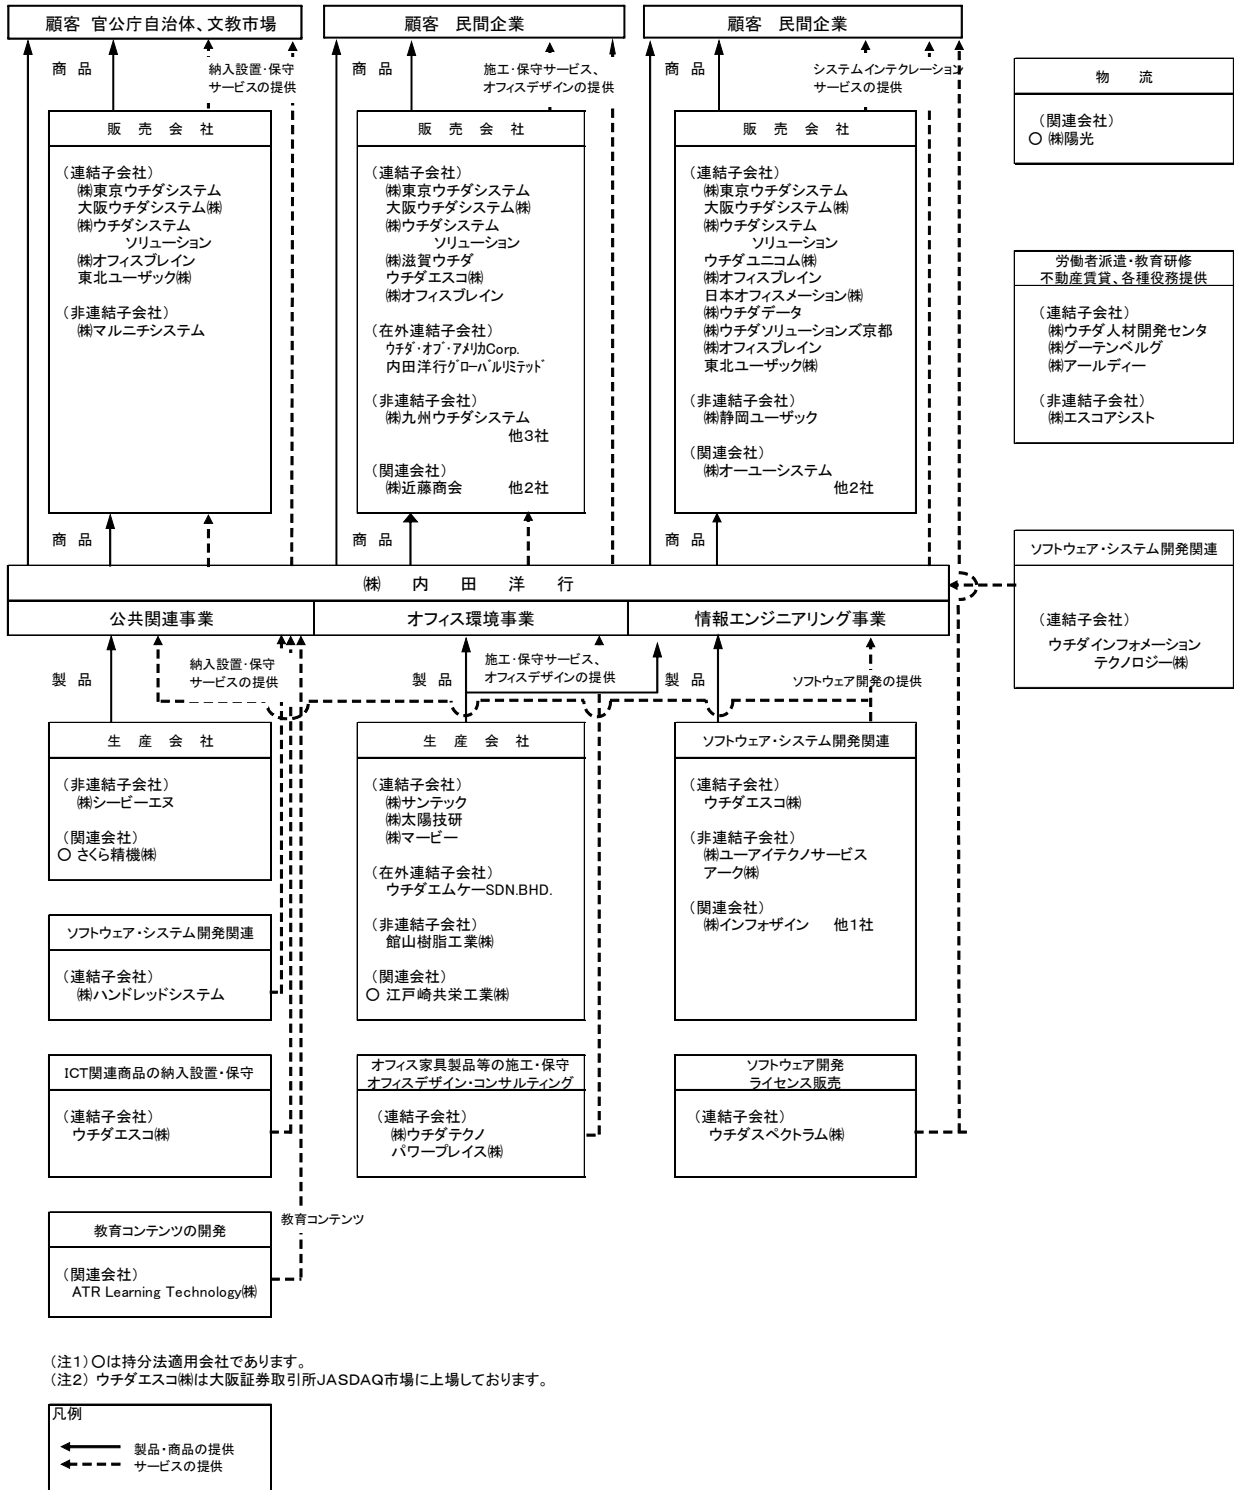 顧客 官公庁自治体、文教市場
顧客 民間企業
顧客 民間企業
商 品
納入設置・保守
サービスの提供
商 品
施工・保守サービス、
オフィスデザインの提供
商 品
システムインテクレーション
サービスの提供
販 売 会 社
(連結子会社)
㈱東京ウチダシステム
大阪ウチダシステム㈱
㈱ウチダシステム
ソリューション
㈱オフィスブレイン
東北ユーザック㈱
(非連結子会社)
㈱マルニチシステム
販 売 会 社
(連結子会社)
㈱東京ウチダシステム
大阪ウチダシステム㈱
㈱ウチダシステム
ソリューション
㈱滋賀ウチダ
ウチダエスコ㈱
㈱オフィスブレイン
(在外連結子会社)
ウチダ・オブ・アメリカCorp.
内田洋行グローバルリミテッド
(非連結子会社)
㈱九州ウチダシステム
他3社
(関連会社)
㈱近藤商会 他2社
販 売 会 社
(連結子会社)
㈱東京ウチダシステム
大阪ウチダシステム㈱
㈱ウチダシステム
ソリューション
ウチダユニコム㈱
㈱オフィスブレイン
日本オフィスメーション㈱
㈱ウチダデータ
㈱ウチダソリューションズ京都
㈱オフィスブレイン
東北ユーザック㈱
(非連結子会社)
㈱静岡ユーザック
(関連会社)
㈱オーユーシステム
他2社
物 流
(関連会社)
○ ㈱陽光
労働者派遣・教育研修
不動産賃貸、各種役務提供
(連結子会社)
㈱ウチダ人材開発センタ
㈱グーテンベルグ
㈱アールディー
(非連結子会社)
㈱エスコアシスト
ソフトウェア・システム開発関連
(連結子会社)
ウチダインフォメーション
テクノロジー㈱
商 品
商 品
商 品
㈱ 内 田 洋 行
公共関連事業
オフィス環境事業
情報エンジニアリング事業
製 品
納入設置・保守
サービスの提供
製 品
施工・保守サービス、
オフィスデザインの提供
製 品
ソフトウェア開発の提供
生 産 会 社
(非連結子会社)
㈱シービーエヌ
(関連会社)
○ さくら精機㈱
生 産 会 社
(連結子会社)
㈱サンテック
㈱太陽技研
㈱マービー
(在外連結子会社)
ウチダエムケーSDN.BHD.
(非連結子会社)
館山樹脂工業㈱
(関連会社)
○ 江戸崎共栄工業㈱
ソフトウェア・システム開発関連
(連結子会社)
ウチダエスコ㈱
(非連結子会社)
㈱ユーアイテクノサービス
アーク㈱
(関連会社)
㈱インフォザイン 他1社
ソフトウェア・システム開発関連
(連結子会社)
㈱ハンドレッドシステム
ICT関連商品の納入設置・保守
(連結子会社)
ウチダエスコ㈱
オフィス家具製品等の施工・保守
オフィスデザイン・コンサルティング
(連結子会社)
㈱ウチダテクノ
パワープレイス㈱
ソフトウェア開発
ライセンス販売
(連結子会社)
ウチダスペクトラム㈱
教育コンテンツの開発
(関連会社)
ATR Learning Technology㈱
教育コンテンツ
(注1)○は持分法適用会社であります。
(注2) ウチダエスコ㈱は大阪証券取引所JASDAQ市場に上場しております。
凡例
製品・商品の提供
サービスの提供